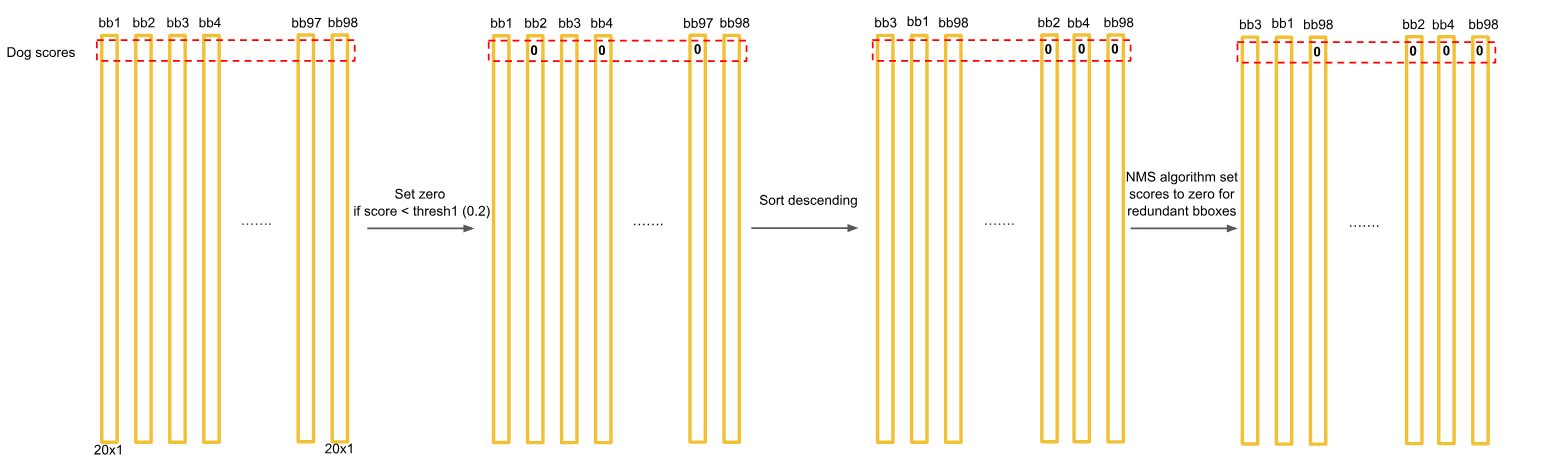 bb1 bb2 bb3 bb4 bb97 bb98 bb1 bb2 bb3 bb4 bb97 bb98 bb3 bb1 bb98 bb2 bb4 bb98 bb3 bb1 bb98 bb2 bb4 bb98
Dog scores 0 0 0 0 0 0 0 0 0 0
Set zero
if score < thresh1 (0.2)
Sort descending
NMS algorithm set
scores to zero for
redundant bboxes
....... ....... ....... .......
20x1 20x1